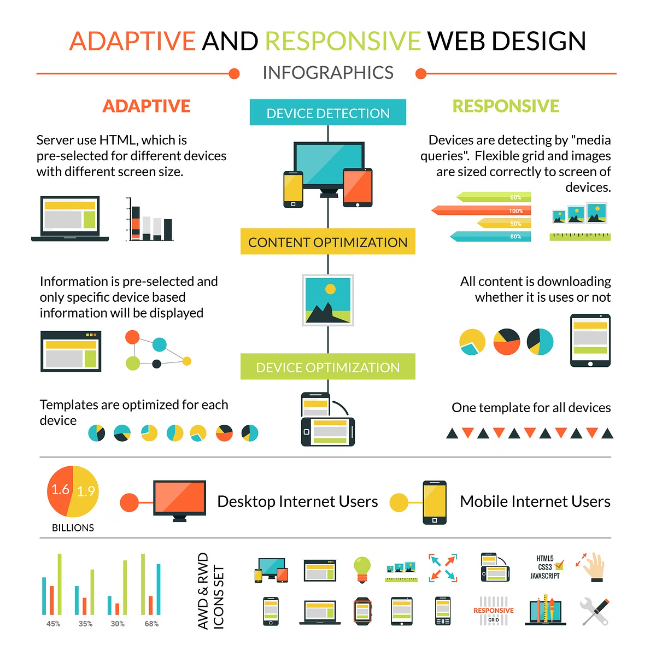 ADAPTIVE AND RESPONSIVE WEB DESIGN
INFOGRAPHICS
ADAPTIVE
DEVICE DETECTION
RESPONSIVE
Server use HTML, which is
pre-selected for different devices
with different screen size.
Devices are detecting by "media
queries". Flexible grid and images
are sized correctly to screen of
devices.
60%
100%
50%
80%
CONTENT OPTIMIZATION
Information is pre-selected and
only specific device based
information will be displayed
All content is downloading
whether it is uses or not
DEVICE OPTIMIZATION
Templates are optimized for each
device
One template for all devices
1.6 1.9
BILLIONS
Desktop Internet Users
Mobile Internet Users
45% 35% 30% 68%
AWD & RWD
ICONS SET
HTML5
CSS3
JAVASCRIPT
RESPONSIVE
GRID